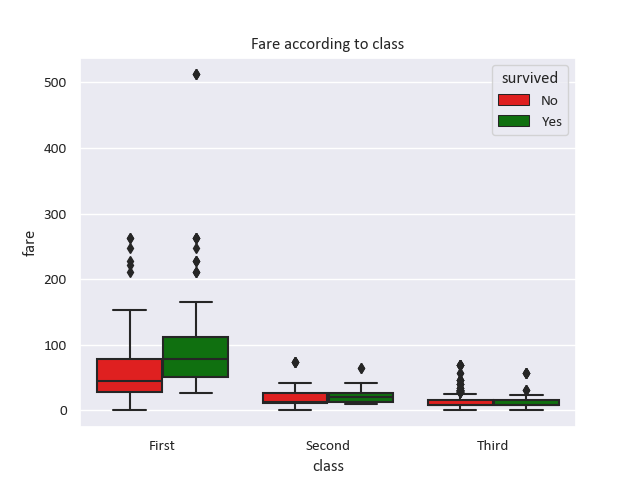 Fare according to class
survived
No
Yes
500
400
300
200
100
0
fare
First Second Third
class